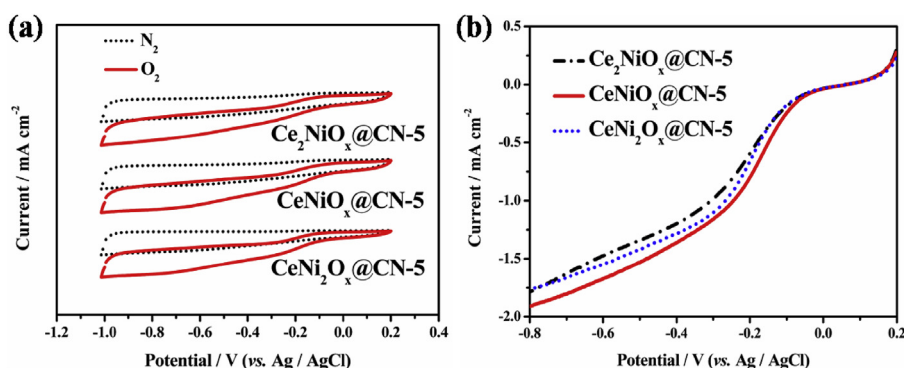 (a)
N2
O2
Ce2NiOx@CN-5
CeNiOx@CN-5
CeNi2Ox@CN-5
Current / mA cm-2
-1.2 -1.0 -0.8 -0.6 -0.4 -0.2 0.0 0.2 0.4
Potential / V (vs. Ag / AgCl)
(b)
Ce2NiOx@CN-5
CeNiOx@CN-5
CeNi2Ox@CN-5
0.5
0.0
-0.5
-1.0
-1.5
-2.0
Current / mA cm-2
-0.8 -0.6 -0.4 -0.2 0.0 0.2
Potential / V (vs. Ag / AgCl)